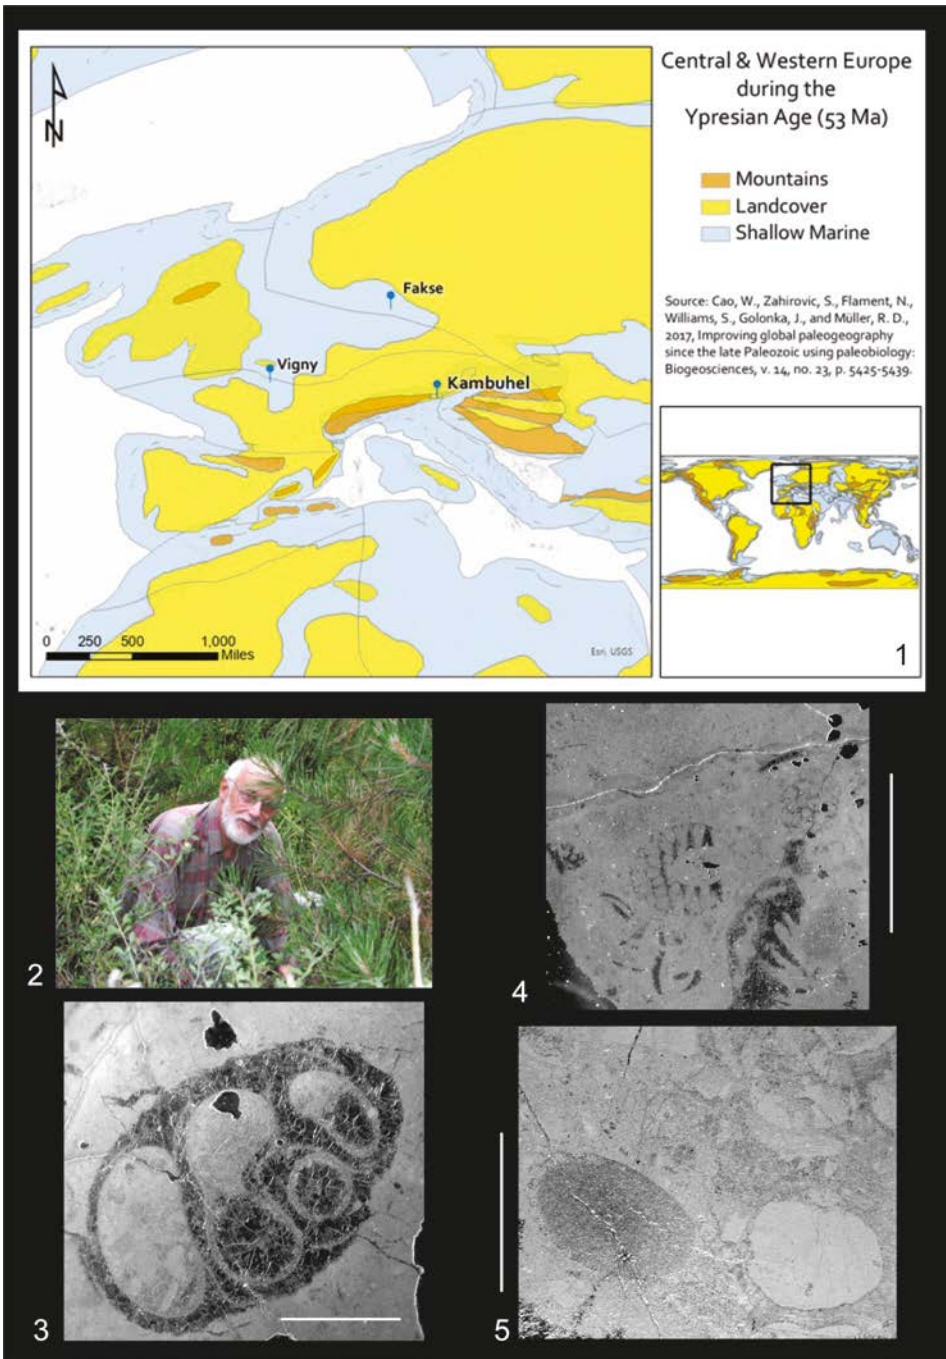 Central & Western Europe
during the
Ypresian Age (53 Ma)
Mountains
Landcover
Shallow Marine
Source: Cao, W., Zahirovic, S., Flament, N.,
Williams, S., Golonka, J., and Müller, R. D.,
2017, Improving global paleogeography
since the late Paleozoic using paleobiology:
Biogeosciences, v. 14, no. 23, p. 5425-5439.
N
Fakse
Vigny
Kambuhel
0 250 500 1,000
Miles
Esri, USGS
1
2
4
3
5